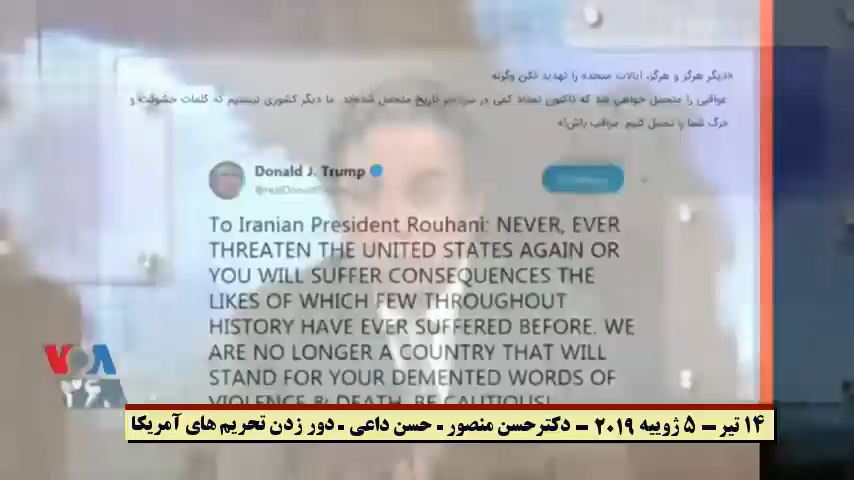 «دیگر هرگز و هرگز، ایالات متحده را تهدید نکن وگرنه
عواقبی را متحمل خواهی شد که تاکنون تعداد کمی در سرتاسر تاریخ متحمل شده‌اند. ما دیگر کشوری نیستیم که کلمات خشونت و
مرگ شما را تحمل کنیم. مراقب باش!»
Donald J. Trump
To Iranian President Rouhani: NEVER, EVER
THREATEN THE UNITED STATES AGAIN OR
YOU WILL SUFFER CONSEQUENCES THE
LIKES OF WHICH FEW THROUGHOUT
HISTORY HAVE EVER SUFFERED BEFORE. WE
ARE NO LONGER A COUNTRY THAT WILL
STAND FOR YOUR DEMENTED WORDS OF
VIOLENCE & DEATH. BE CAUTIOUS!
VOA
۳۶۰
۱۴ تیر – ۵ ژوییه ۲۰۱۹ – دکترحسن منصور - حسن داعی - دور زدن تحریم های آمریکا